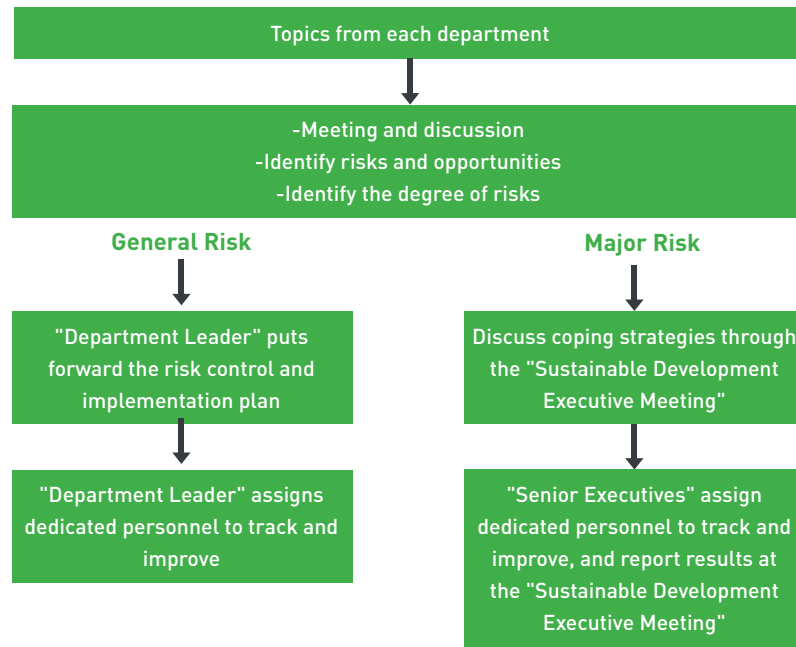 Topics from each department
-Meeting and discussion
-Identify risks and opportunities
-Identify the degree of risks
General Risk
"Department Leader" puts
forward the risk control and
implementation plan
"Department Leader" assigns
dedicated personnel to track and
improve
Major Risk
Discuss coping strategies through
the "Sustainable Development
Executive Meeting"
"Senior Executives" assign
dedicated personnel to track and
improve, and report results at
the "Sustainable Development
Executive Meeting"